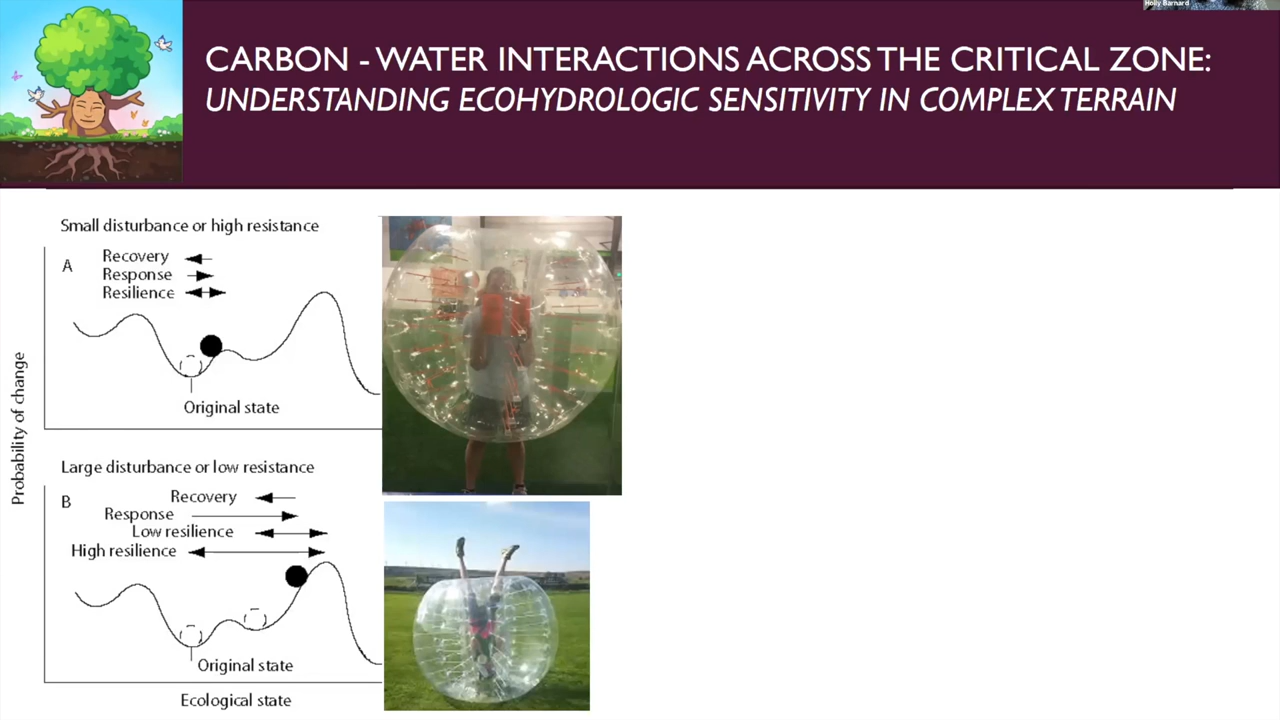 Holly Barnard
CARBON - WATER INTERACTIONS ACROSS THE CRITICAL ZONE:
UNDERSTANDING ECOHYDROLOGIC SENSITIVITY IN COMPLEX TERRAIN
Small disturbance or high resistance
A
Recovery
Response
Resilience
Original state
Probability of change
Large disturbance or low resistance
B
Recovery
Response
Low resilience
High resilience
Original state
Ecological state